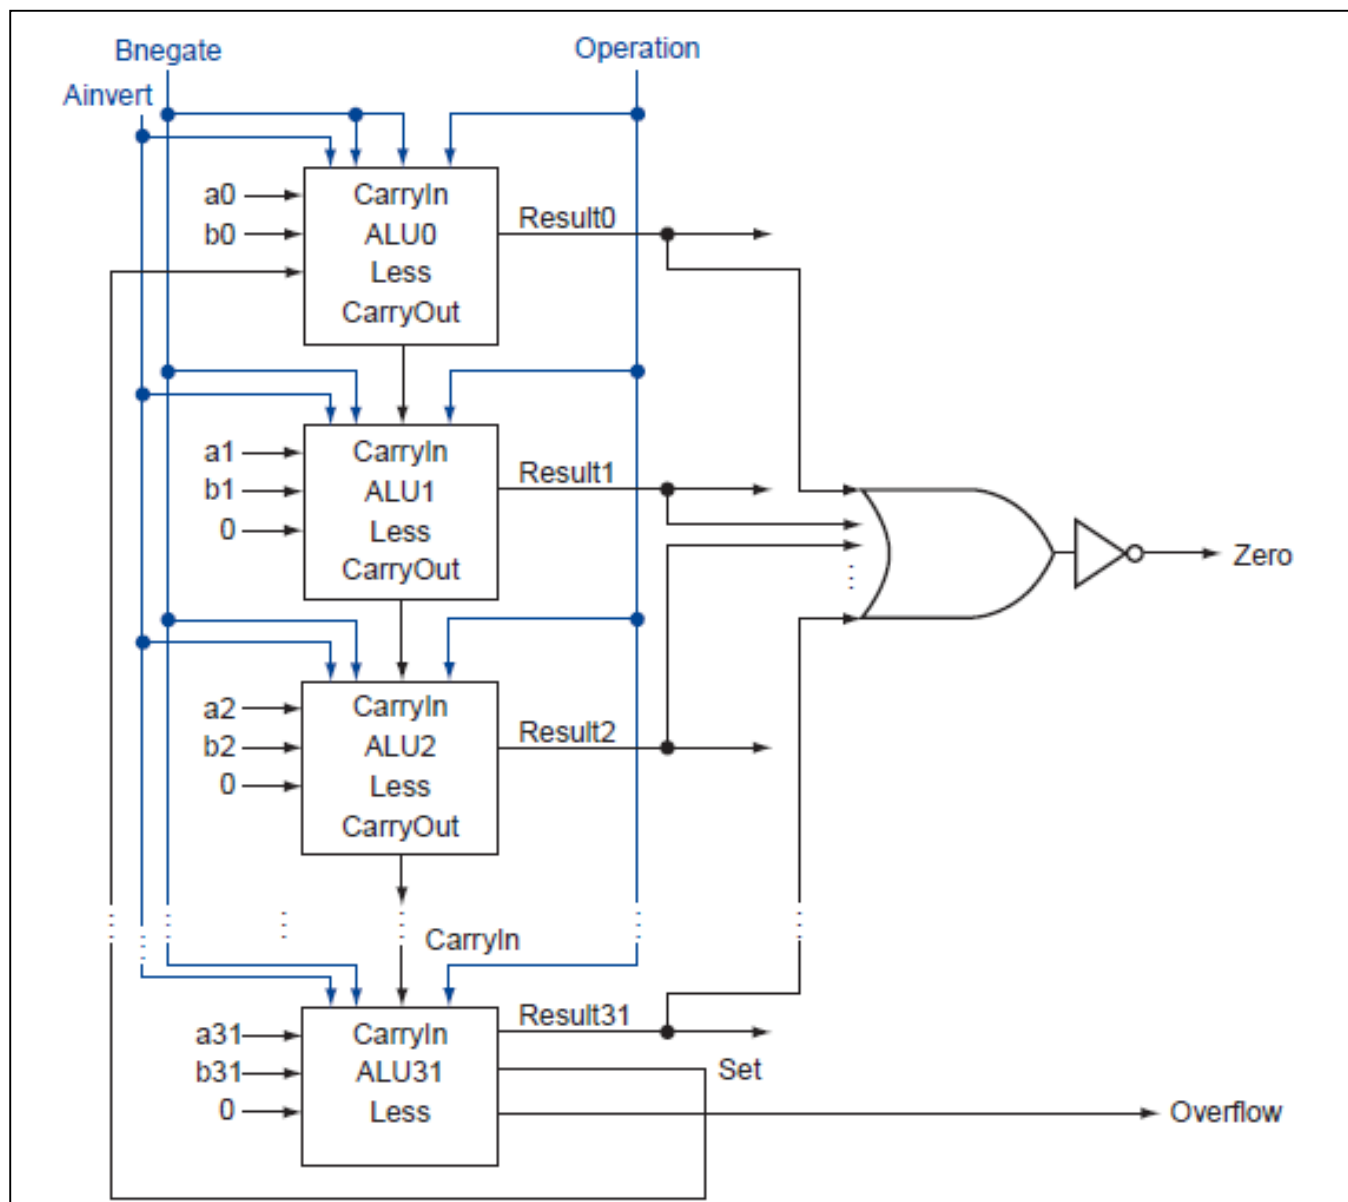 Bnegate
Operation
Ainvert
a0
CarryIn
b0
ALU0
Result0
Less
CarryOut
a1
CarryIn
b1
ALU1
Result1
0
Less
CarryOut
Zero
a2
CarryIn
b2
ALU2
Result2
0
Less
CarryOut
CarryIn
a31
CarryIn
Result31
b31
ALU31
Set
0
Less
Overflow